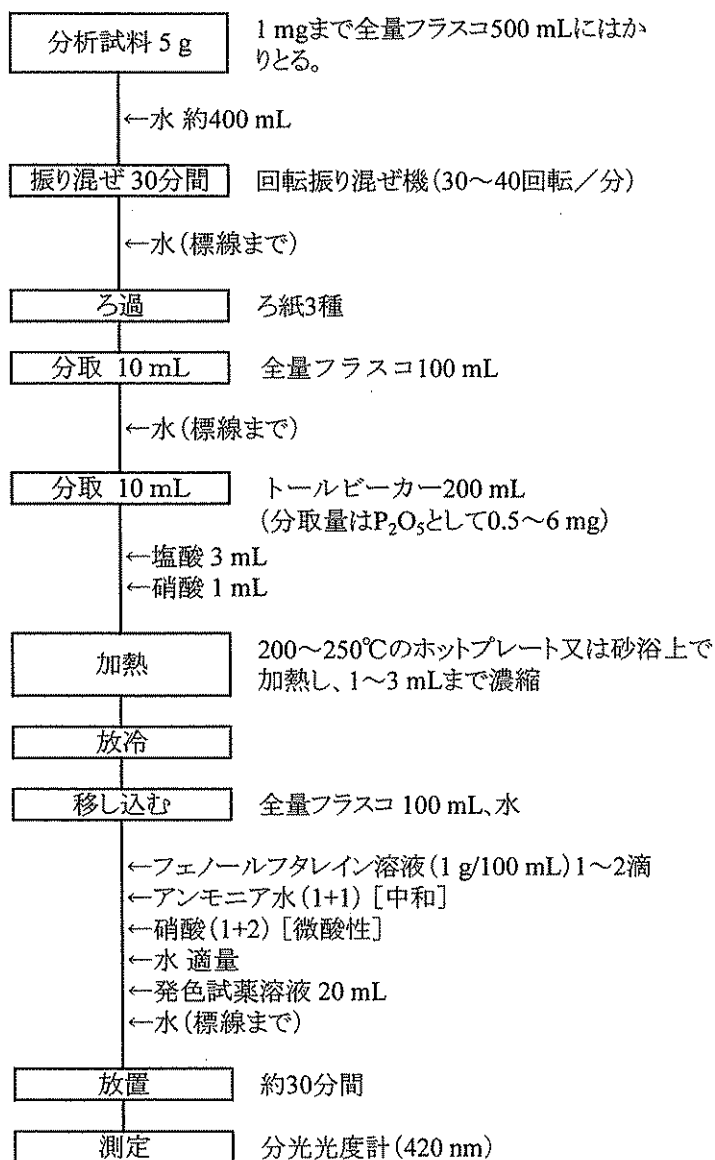 分析試料 5 g
1 mgまで全量フラスコ500 mLにはか
りとる。
←水 約400 mL
振り混ぜ 30分間
回転振り混ぜ機(30〜40回転/分)
←水(標線まで)
ろ過
ろ紙3種
分取 10 mL
全量フラスコ100 mL
←水(標線まで)
分取 10 mL
トールビーカー200 mL
(分取量はP₂O₅として0.5〜6 mg)
←塩酸 3 mL
←硝酸 1 mL
加熱
200〜250℃のホットプレート又は砂浴上で
加熱し、1〜3 mLまで濃縮
放冷
移し込む
全量フラスコ 100 mL、水
←フェノールフタレイン溶液(1 g/100 mL)1〜2滴
←アンモニア水(1+1)[中和]
←硝酸(1+2)[微酸性]
←水 適量
←発色試薬溶液 20 mL
←水(標線まで)
放置
約30分間
測定
分光光度計(420 nm)